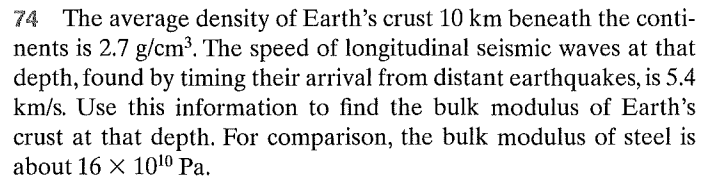 74 The average density of Earth's crust 10 km beneath the conti-
nents is 2.7 g/cm³. The speed of longitudinal seismic waves at that
depth, found by timing their arrival from distant earthquakes, is 5.4
km/s. Use this information to find the bulk modulus of Earth's
crust at that depth. For comparison, the bulk modulus of steel is
about 16 × 10¹⁰ Pa.